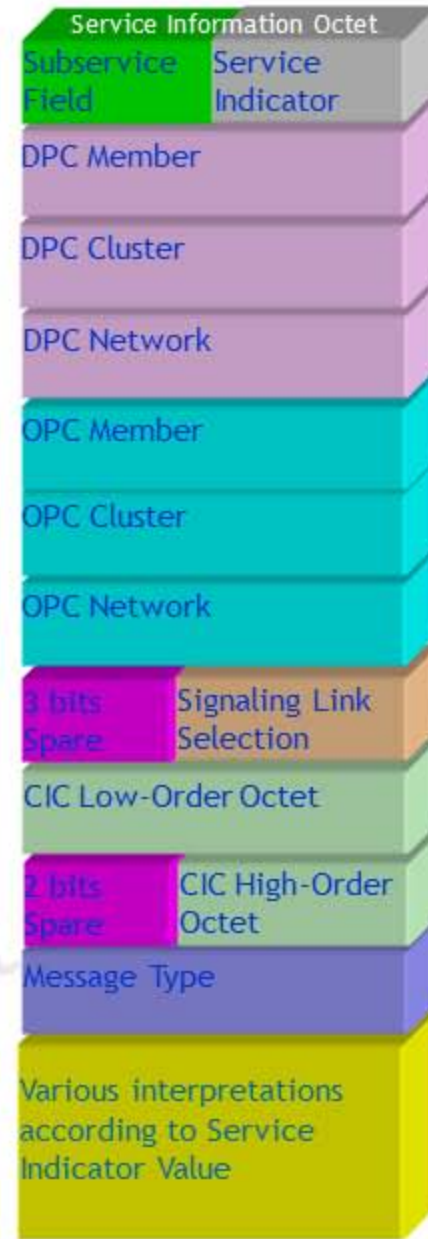 Service Information Octet
Subservice Service
Field Indicator
DPC Member
DPC Cluster
DPC Network
OPC Member
OPC Cluster
OPC Network
3 bits Signaling Link
Spare Selection
CIC Low-Order Octet
2 bits CIC High-Order
Spare Octet
Message Type
Various interpretations
according to Service
Indicator Value